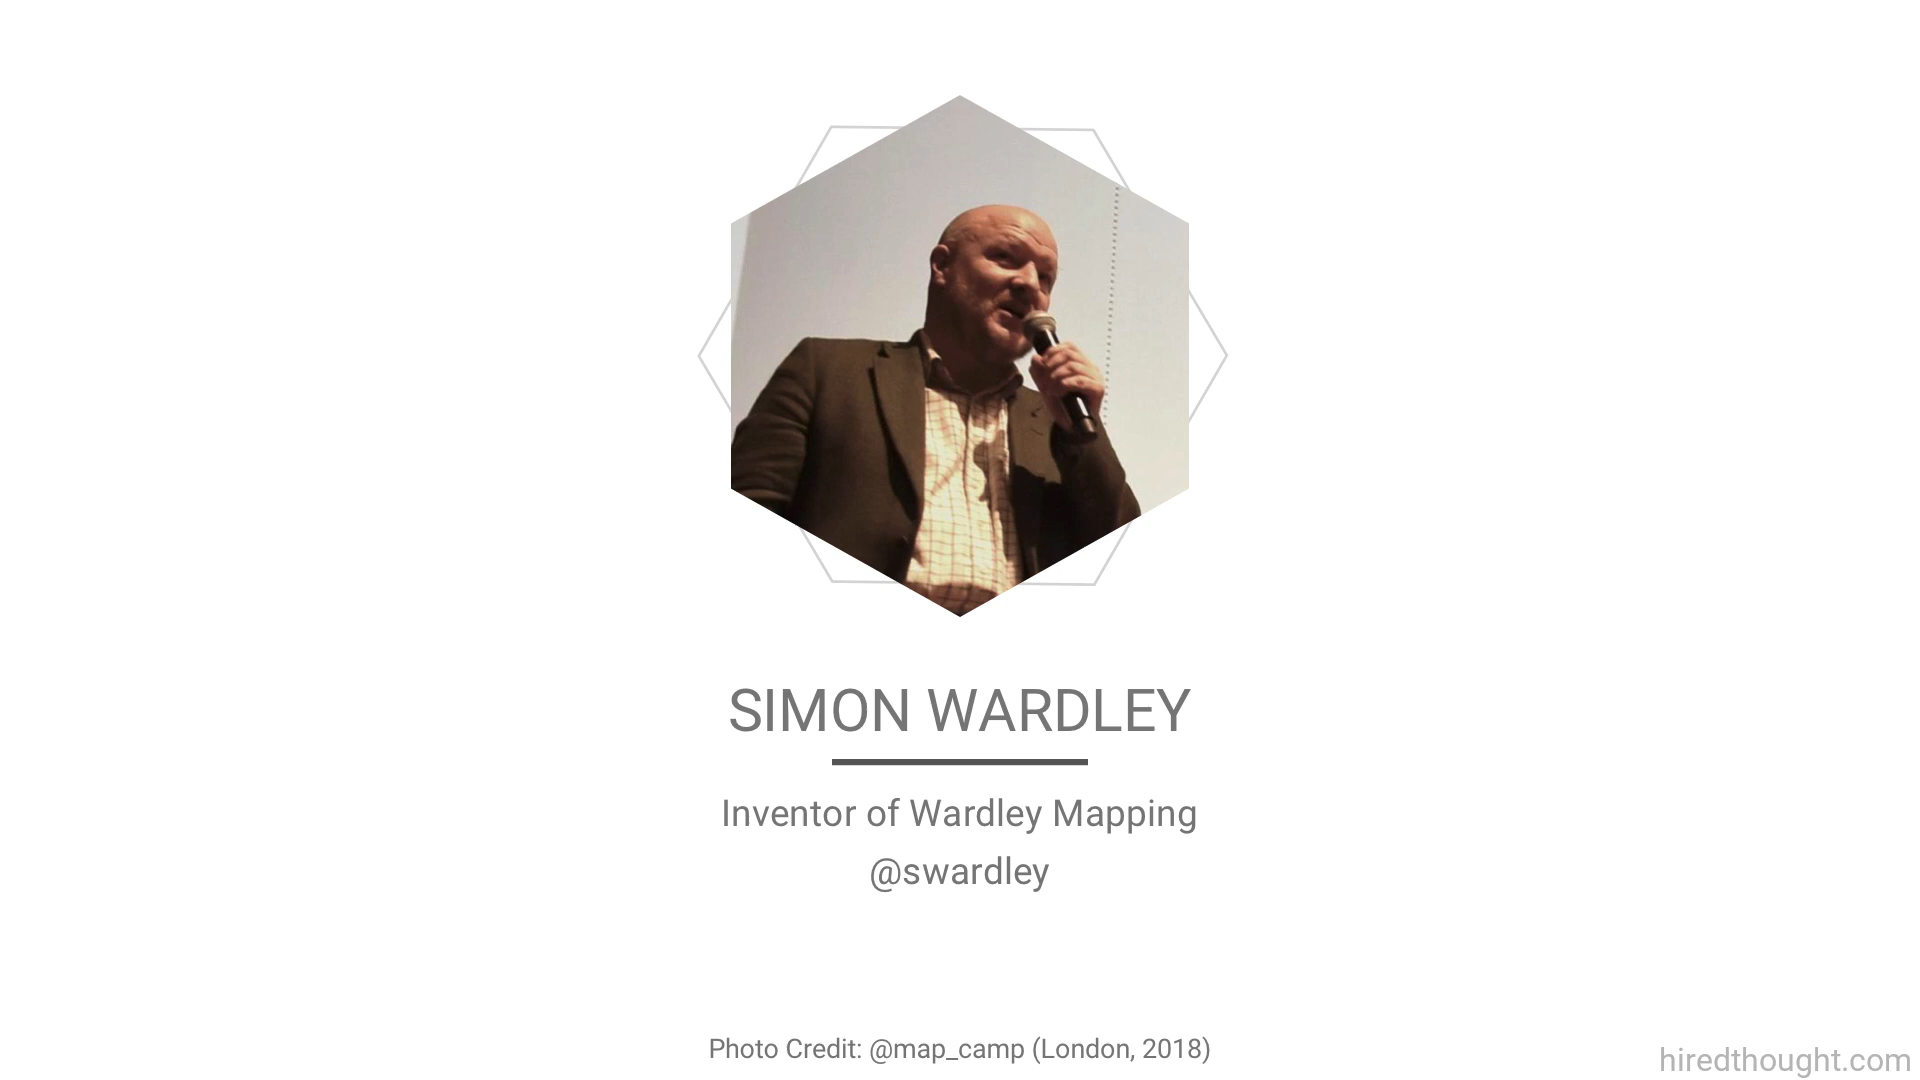 SIMON WARDLEY
Inventor of Wardley Mapping
@swardley
Photo Credit: @map_camp (London, 2018)
hiredthought.com